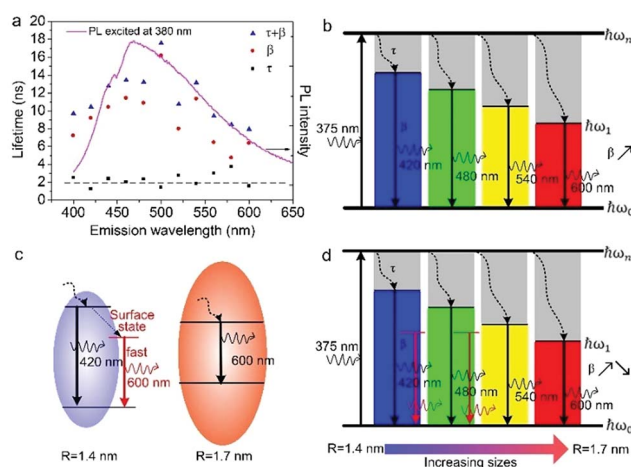 a
PL excited at 380 nm
τ+β
β
τ
Lifetime (ns)
18
16
14
12
10
8
6
4
2
0
400 450 500 550 600 650
Emission wavelength (nm)
PL intensity
b
ħωn
τ
375 nm
β
420 nm
480 nm
540 nm
600 nm
ħω1
β
ħω0
c
Surface
state
fast
420 nm
600 nm
600 nm
R=1.4 nm
R=1.7 nm
d
ħωn
τ
375 nm
β
420 nm
480 nm
540 nm
600 nm
ħω1
β
ħω0
R=1.4 nm
R=1.7 nm
Increasing sizes